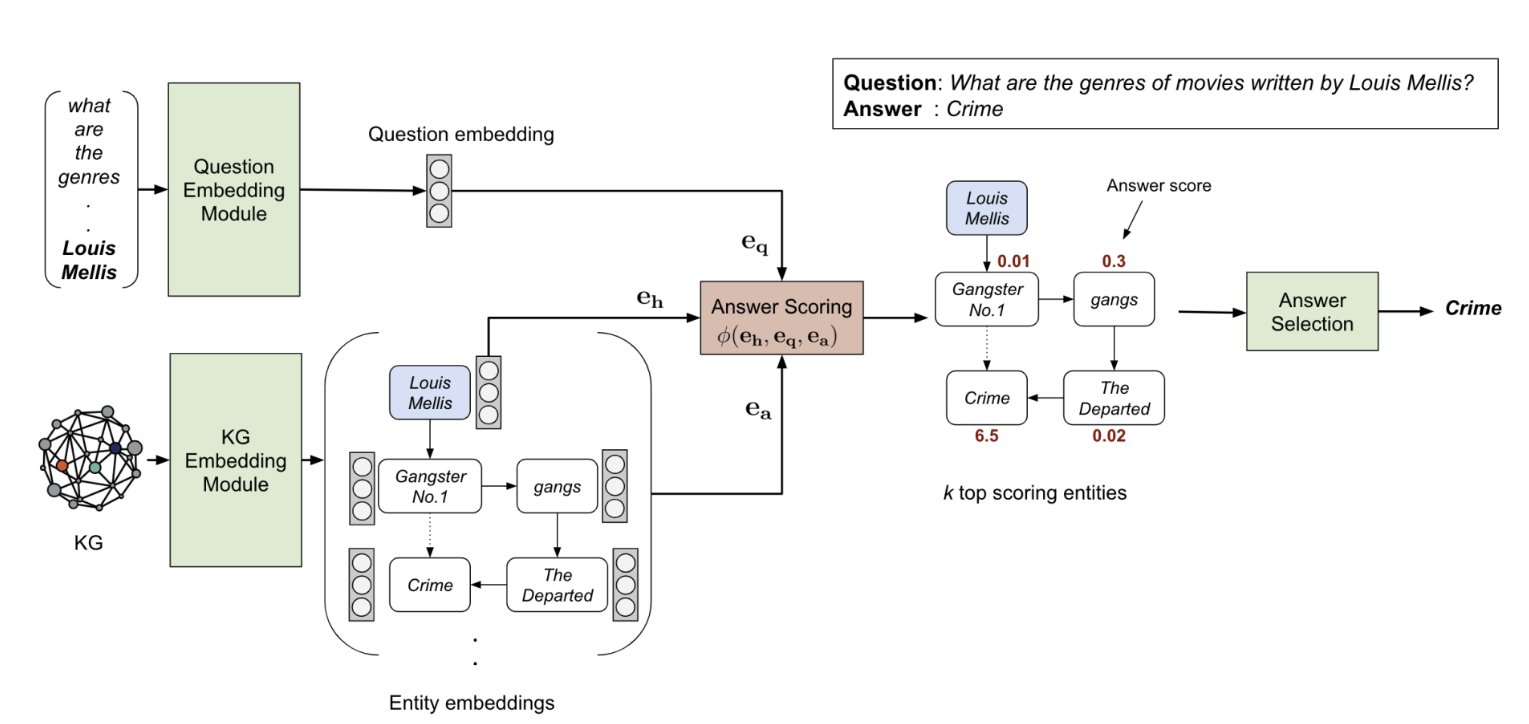 Question: What are the genres of movies written by Louis Mellis?
Answer : Crime
what
are
the
genres
.
.
Louis
Mellis
Question
Embedding
Module
Question embedding
e_q
e_h
Answer Scoring
ϕ(e_h, e_q, e_a)
e_a
KG
KG
Embedding
Module
Louis
Mellis
Gangster
No.1
gangs
Crime
The
Departed
.
.
Entity embeddings
Louis
Mellis
Answer score
0.01
0.3
Gangster
No.1
gangs
Crime
The
Departed
6.5
0.02
k top scoring entities
Answer
Selection
Crime